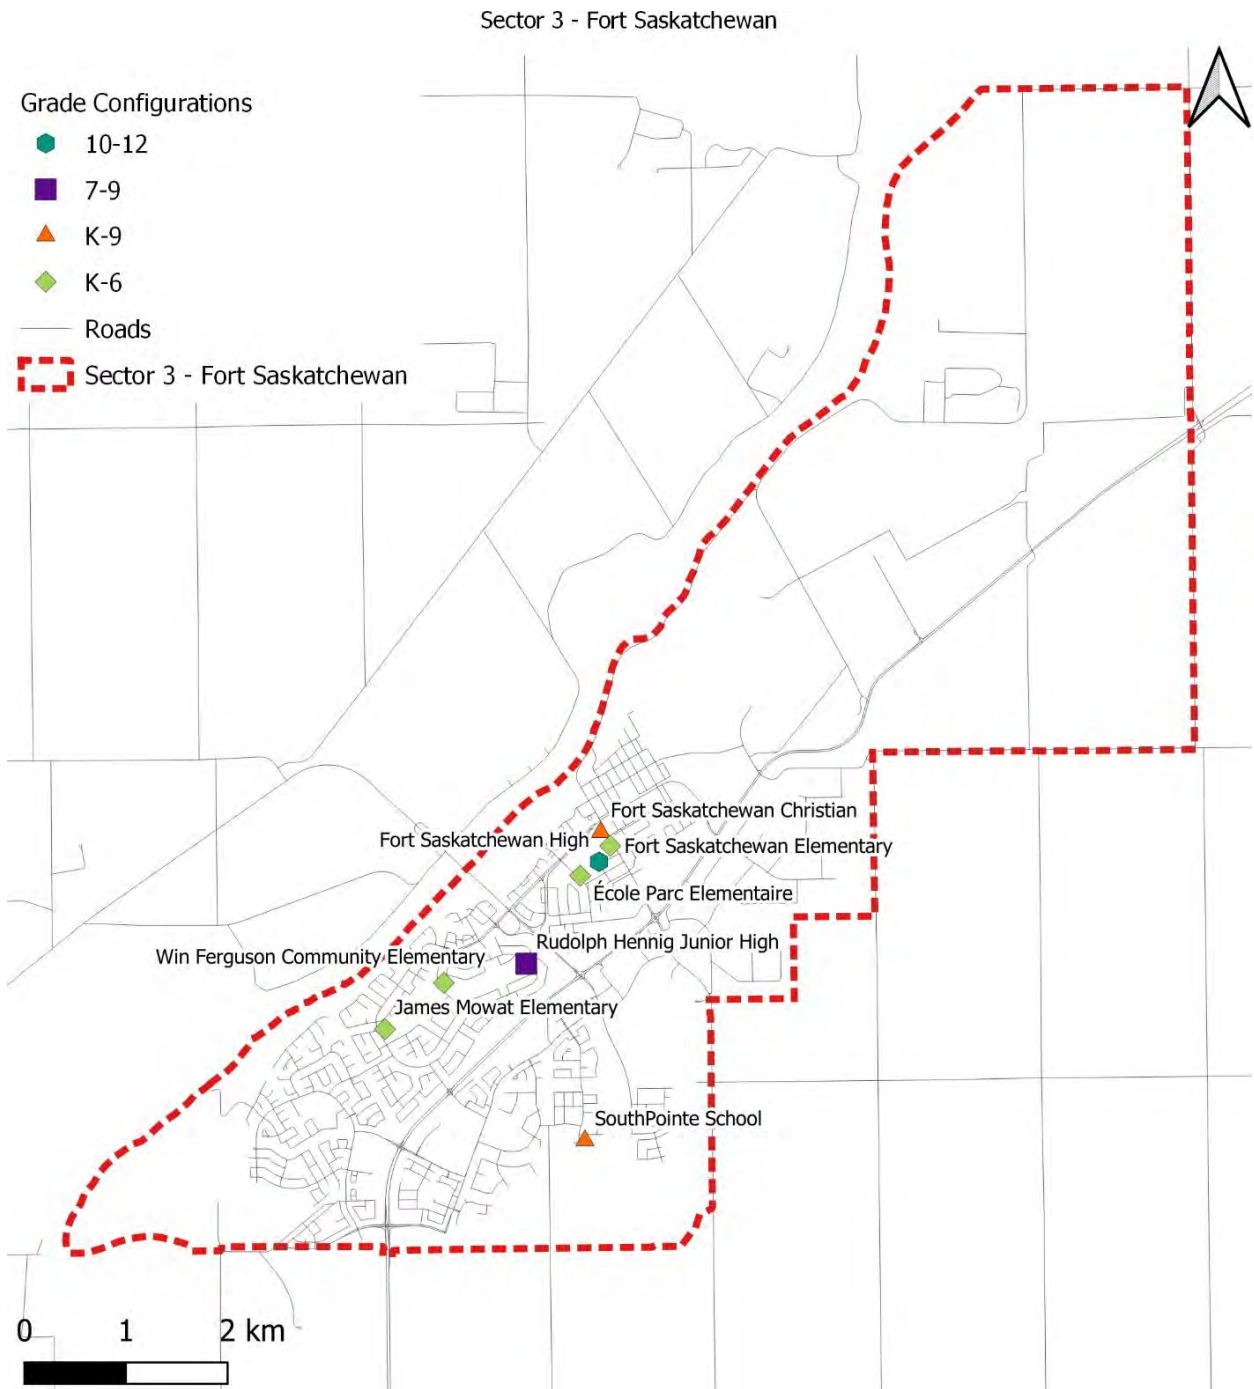 Sector 3 - Fort Saskatchewan
Grade Configurations
10-12
7-9
K-9
K-6
Roads
Sector 3 - Fort Saskatchewan
Fort Saskatchewan Christian
Fort Saskatchewan High
Fort Saskatchewan Elementary
École Parc Elementaire
Rudolph Hennig Junior High
Win Ferguson Community Elementary
James Mowat Elementary
SouthPointe School
0 1 2 km